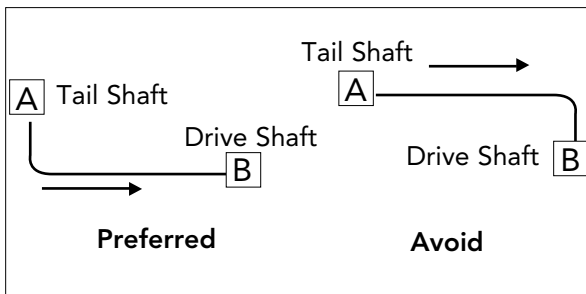 A Tail Shaft
Drive Shaft
B
Preferred
Tail Shaft
A
Drive Shaft B
Avoid